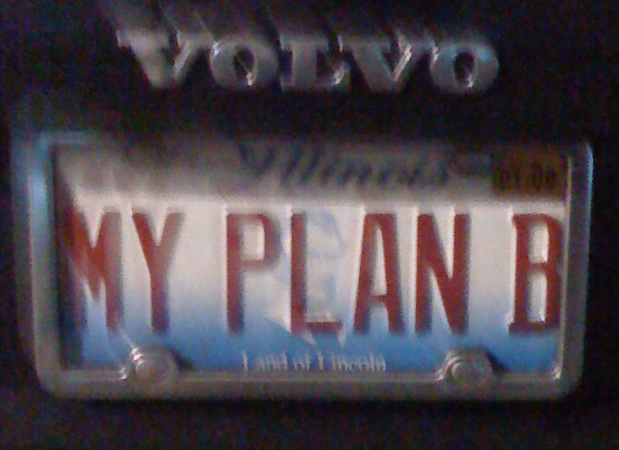 VOLVO
Illinois
MY PLAN B
Land of Lincoln